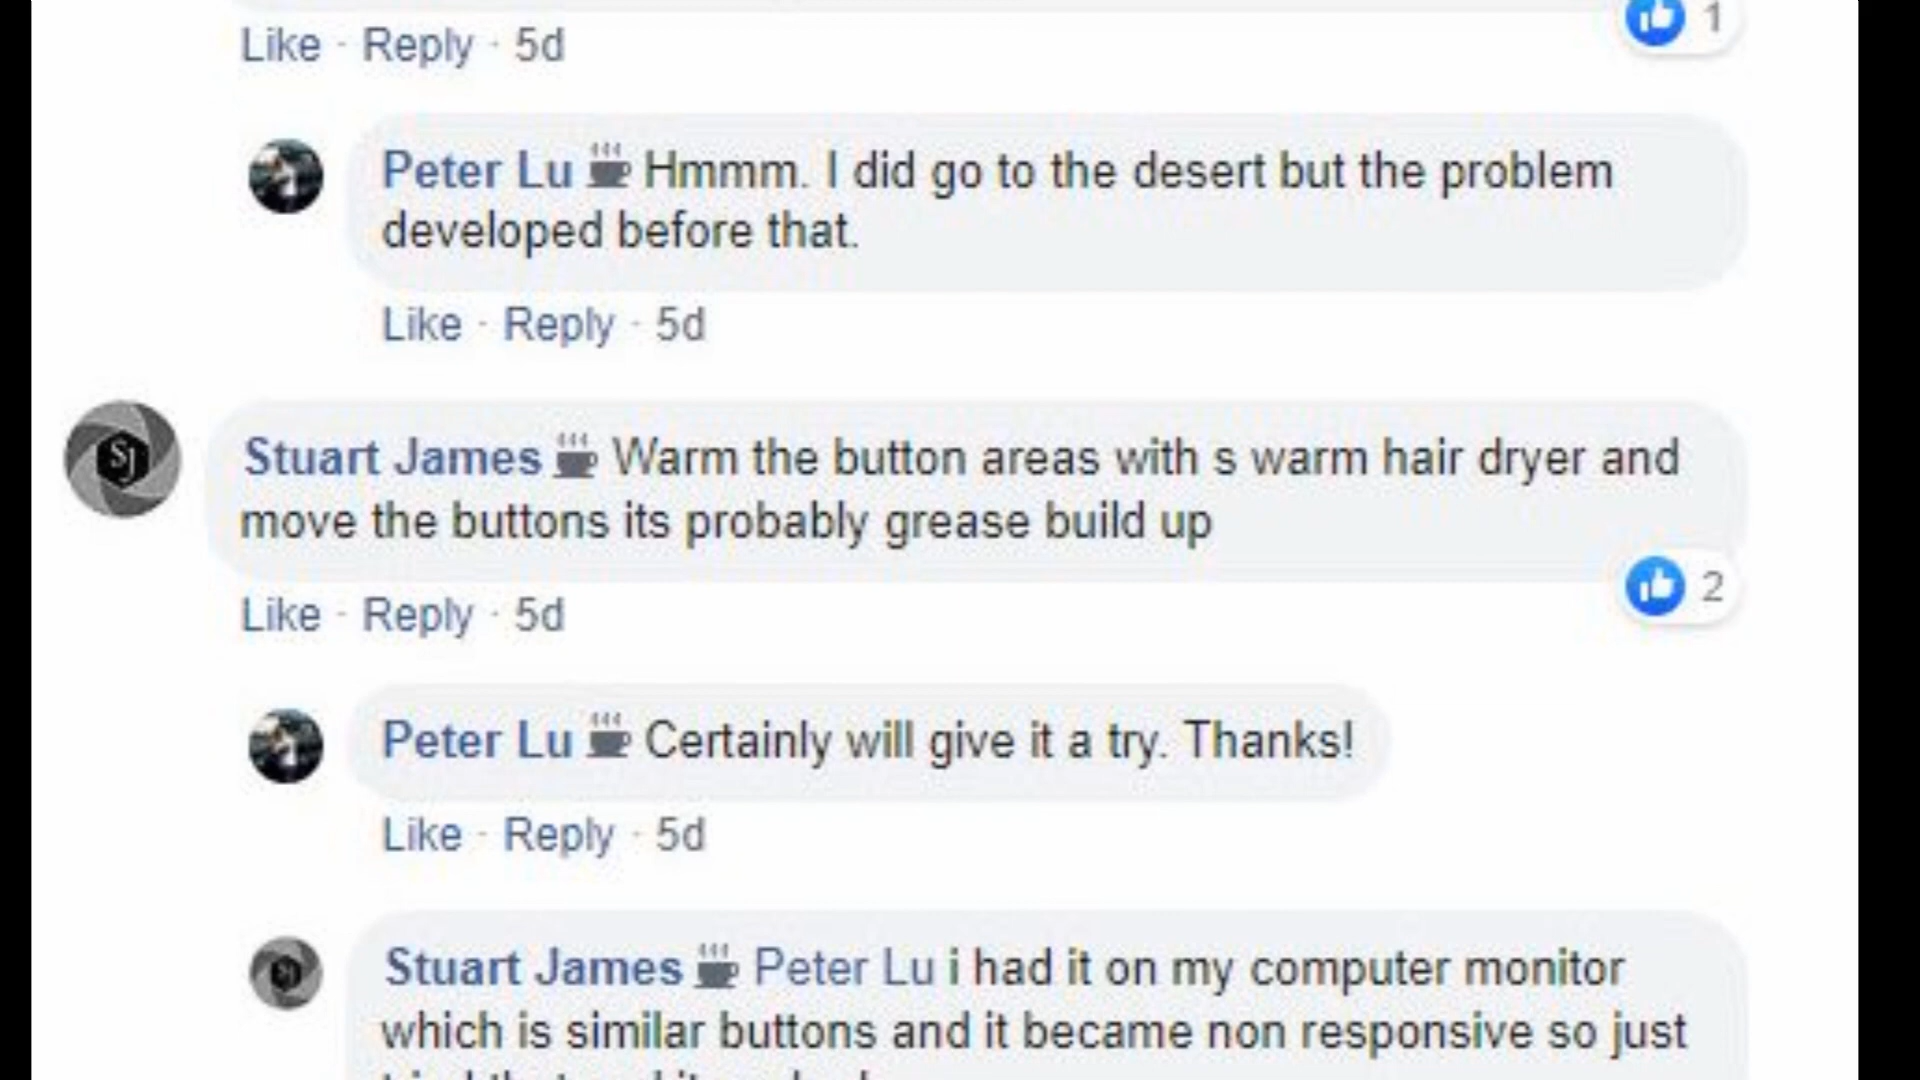 Like · Reply · 5d
1
Peter Lu Hmmm. I did go to the desert but the problem
developed before that.
Like · Reply · 5d
SJ
Stuart James Warm the button areas with s warm hair dryer and
move the buttons its probably grease build up
2
Like · Reply · 5d
Peter Lu Certainly will give it a try. Thanks!
Like · Reply · 5d
Stuart James Peter Lu i had it on my computer monitor
which is similar buttons and it became non responsive so just